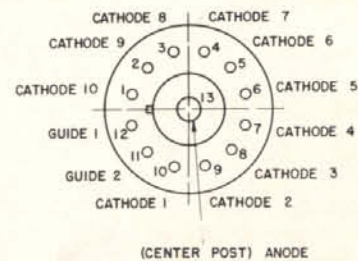 CATHODE 8 CATHODE 7
CATHODE 9 CATHODE 6
3 4
2 5
CATHODE 10 1 6 CATHODE 5
13
GUIDE 1 12 7 CATHODE 4
11 8
GUIDE 2 10 9 CATHODE 3
CATHODE 1 CATHODE 2
(CENTER POST) ANODE